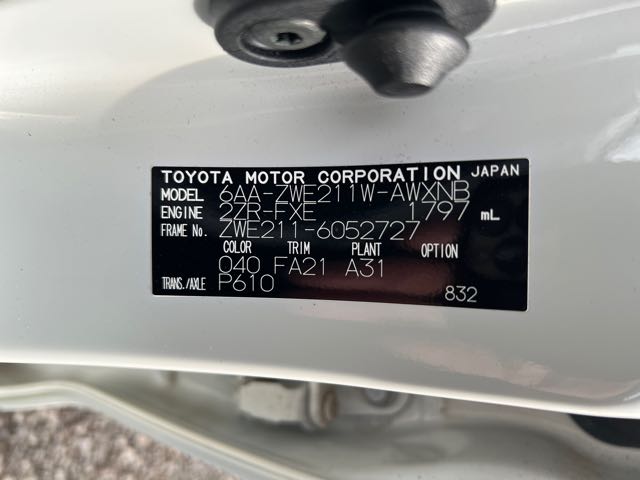 TOYOTA MOTOR CORPORATION JAPAN
MODEL 6AA-ZWE211W-AWXNB
ENGINE 2ZR-FXE 1797 mL
FRAME No. ZWE211-6052727
COLOR TRIM PLANT OPTION
040 FA21 A31
TRANS./AXLE P610 832